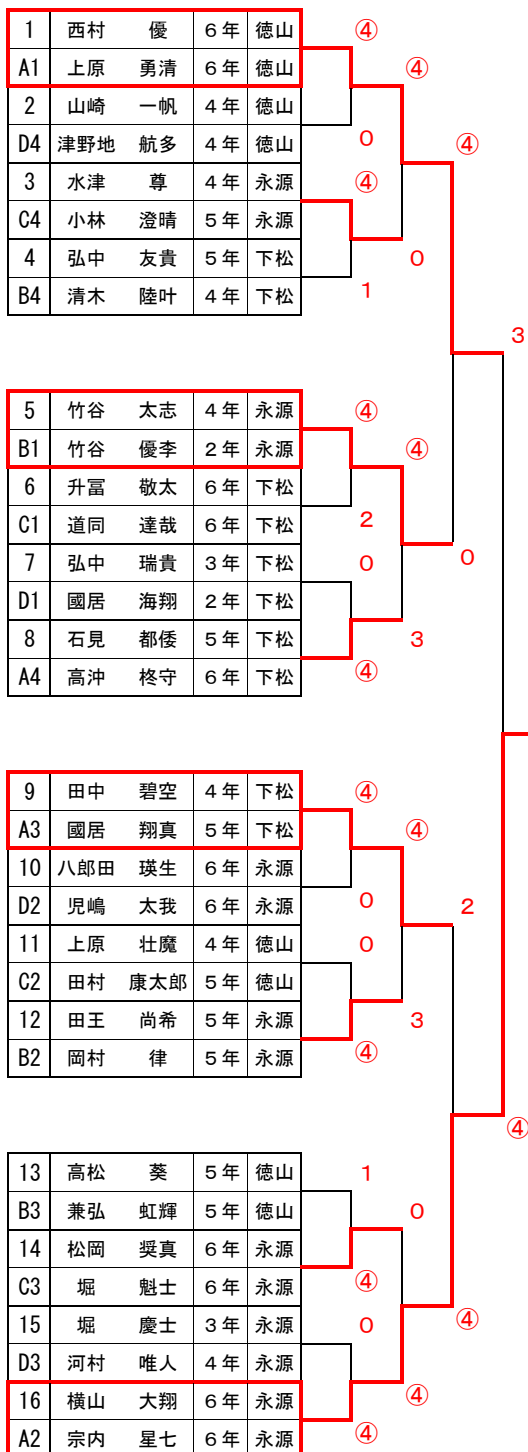 1 西村 優 6年 徳山 ④
A1 上原 勇清 6年 徳山 ④
2 山崎 一帆 4年 徳山
D4 津野地 航多 4年 徳山 0 ④
3 水津 尊 4年 永源 ④
C4 小林 澄晴 5年 永源
4 弘中 友貴 5年 下松 0
B4 清木 陸叶 4年 下松 1
3
5 竹谷 太志 4年 永源 ④
B1 竹谷 優李 2年 永源 ④
6 升冨 敬太 6年 下松
C1 道同 達哉 6年 下松 2
7 弘中 瑞貴 3年 下松 0 0
D1 國居 海翔 2年 下松
8 石見 都倭 5年 下松 3
A4 高沖 柊守 6年 下松 ④
9 田中 碧空 4年 下松 ④
A3 國居 翔真 5年 下松 ④
10 八郎田 瑛生 6年 永源
D2 児嶋 太我 6年 永源 0 2
11 上原 壮魔 4年 徳山 0
C2 田村 康太郎 5年 徳山
12 田王 尚希 5年 永源 3
B2 岡村 律 5年 永源 ④
④
13 高松 葵 5年 徳山 1
B3 兼弘 虹輝 5年 徳山 0
14 松岡 奨真 6年 永源
C3 堀 魁士 6年 永源 ④
15 堀 慶士 3年 永源 0 ④
D3 河村 唯人 4年 永源
16 横山 大翔 6年 永源 ④
A2 宗内 星七 6年 永源 ④